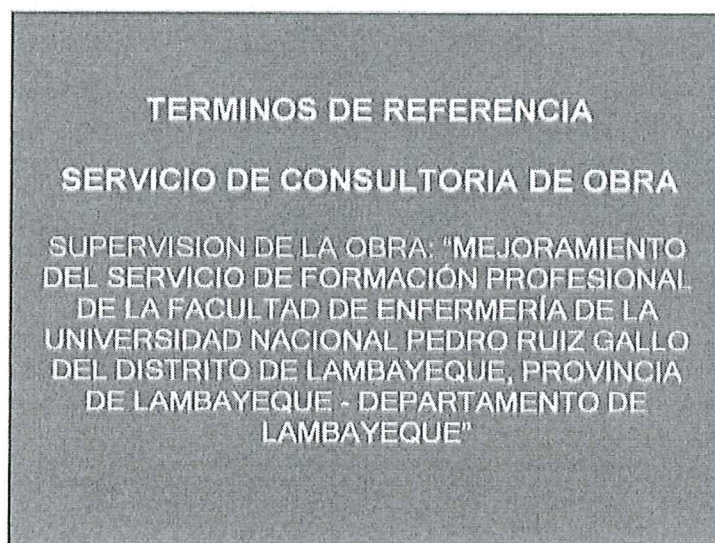 TERMINOS DE REFERENCIA
SERVICIO DE CONSULTORIA DE OBRA
SUPERVISION DE LA OBRA: "MEJORAMIENTO
DEL SERVICIO DE FORMACIÓN PROFESIONAL
DE LA FACULTAD DE ENFERMERÍA DE LA
UNIVERSIDAD NACIONAL PEDRO RUIZ GALLO
DEL DISTRITO DE LAMBAYEQUE, PROVINCIA
DE LAMBAYEQUE - DEPARTAMENTO DE
LAMBAYEQUE"